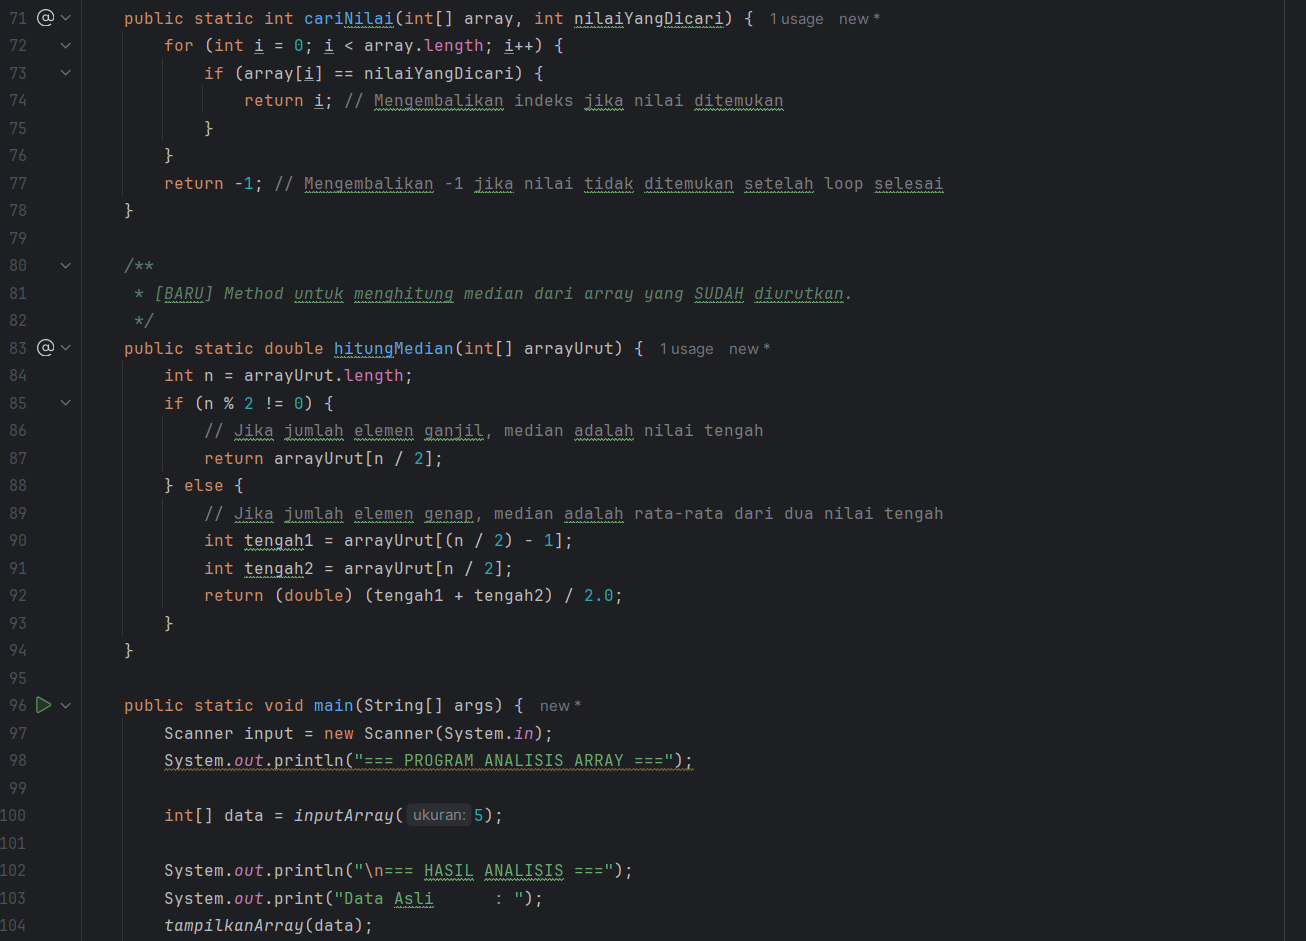 71 @ public static int cariNilai(int[] array, int nilaiYangDicari) { 1 usage new *
72 for (int i = 0; i < array.length; i++) {
73 if (array[i] == nilaiYangDicari) {
74 return i; // Mengembalikan indeks jika nilai ditemukan
75 }
76 }
77 return -1; // Mengembalikan -1 jika nilai tidak ditemukan setelah loop selesai
78 }
79
80 /**
81 * [BARU] Method untuk menghitung median dari array yang SUDAH diurutkan.
82 */
83 @ public static double hitungMedian(int[] arrayUrut) { 1 usage new *
84 int n = arrayUrut.length;
85 if (n % 2 != 0) {
86 // Jika jumlah elemen ganjil, median adalah nilai tengah
87 return arrayUrut[n / 2];
88 } else {
89 // Jika jumlah elemen genap, median adalah rata-rata dari dua nilai tengah
90 int tengah1 = arrayUrut[(n / 2) - 1];
91 int tengah2 = arrayUrut[n / 2];
92 return (double) (tengah1 + tengah2) / 2.0;
93 }
94 }
95
96 public static void main(String[] args) { new *
97 Scanner input = new Scanner(System.in);
98 System.out.println("=== PROGRAM ANALISIS ARRAY ===");
99
100 int[] data = inputArray( ukuran: 5);
101
102 System.out.println("\n=== HASIL ANALISIS ===");
103 System.out.print("Data Asli      : ");
104 tampilkanArray(data);